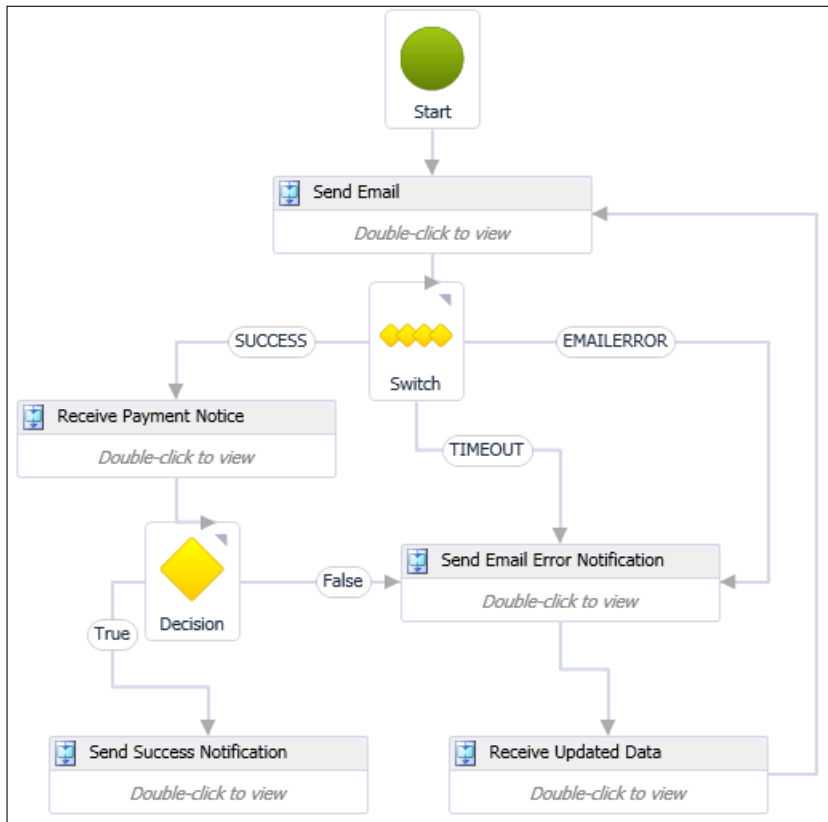 Start
Send Email
Double-click to view
SUCCESS
EMAILERROR
Switch
Receive Payment Notice
Double-click to view
TIMEOUT
Send Email Error Notification
Double-click to view
False
Decision
True
Send Success Notification
Double-click to view
Receive Updated Data
Double-click to view